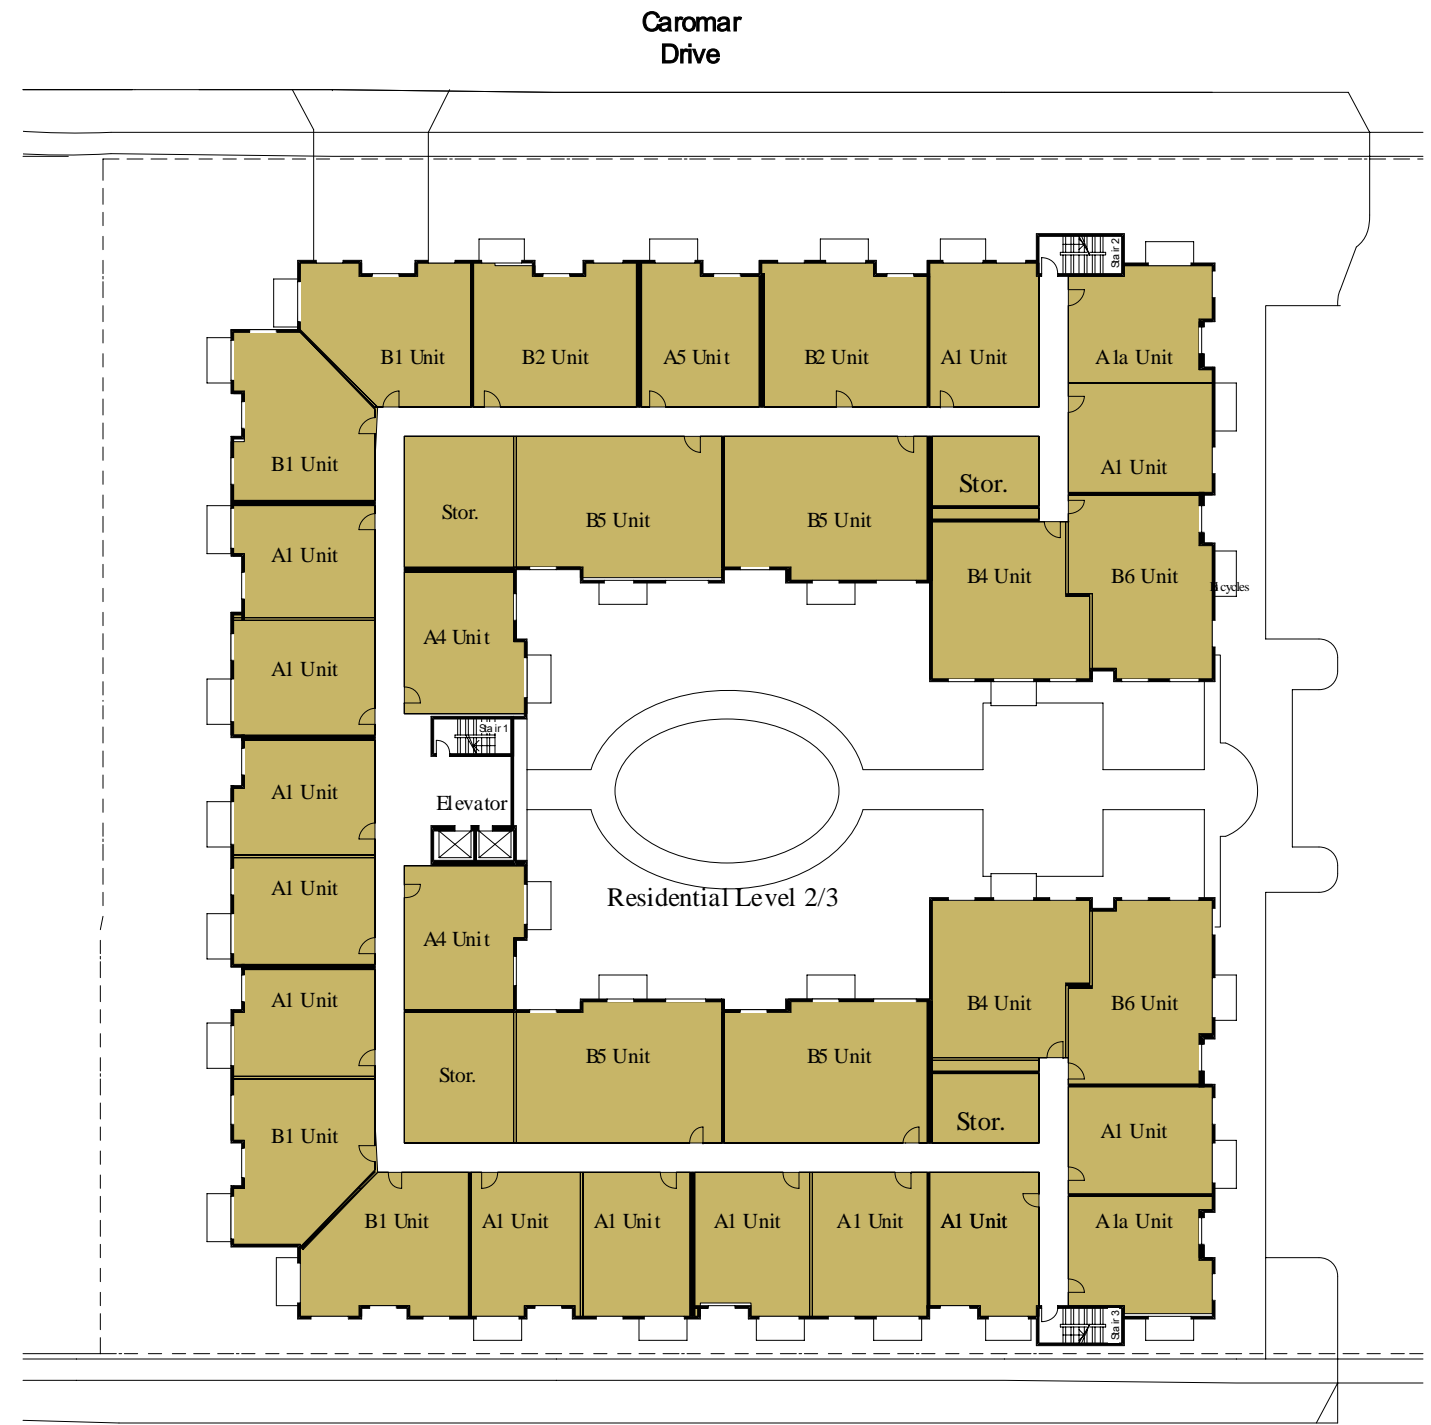 Caromar
Drive
Stair 2
B1 Unit
B2 Unit
A5 Unit
B2 Unit
A1 Unit
A1a Unit
B1 Unit
A1 Unit
Stor.
Stor.
B5 Unit
B5 Unit
A1 Unit
B4 Unit
B6 Unit
A4 Unit
A1 Unit
Stair 1
Elevator
A1 Unit
A1 Unit
Residential Level 2/3
A4 Unit
A1 Unit
B4 Unit
B6 Unit
Stor.
B5 Unit
B5 Unit
Stor.
B1 Unit
A1 Unit
B1 Unit
A1 Unit
A1 Unit
A1 Unit
A1 Unit
A1 Unit
A1a Unit
Stair 3